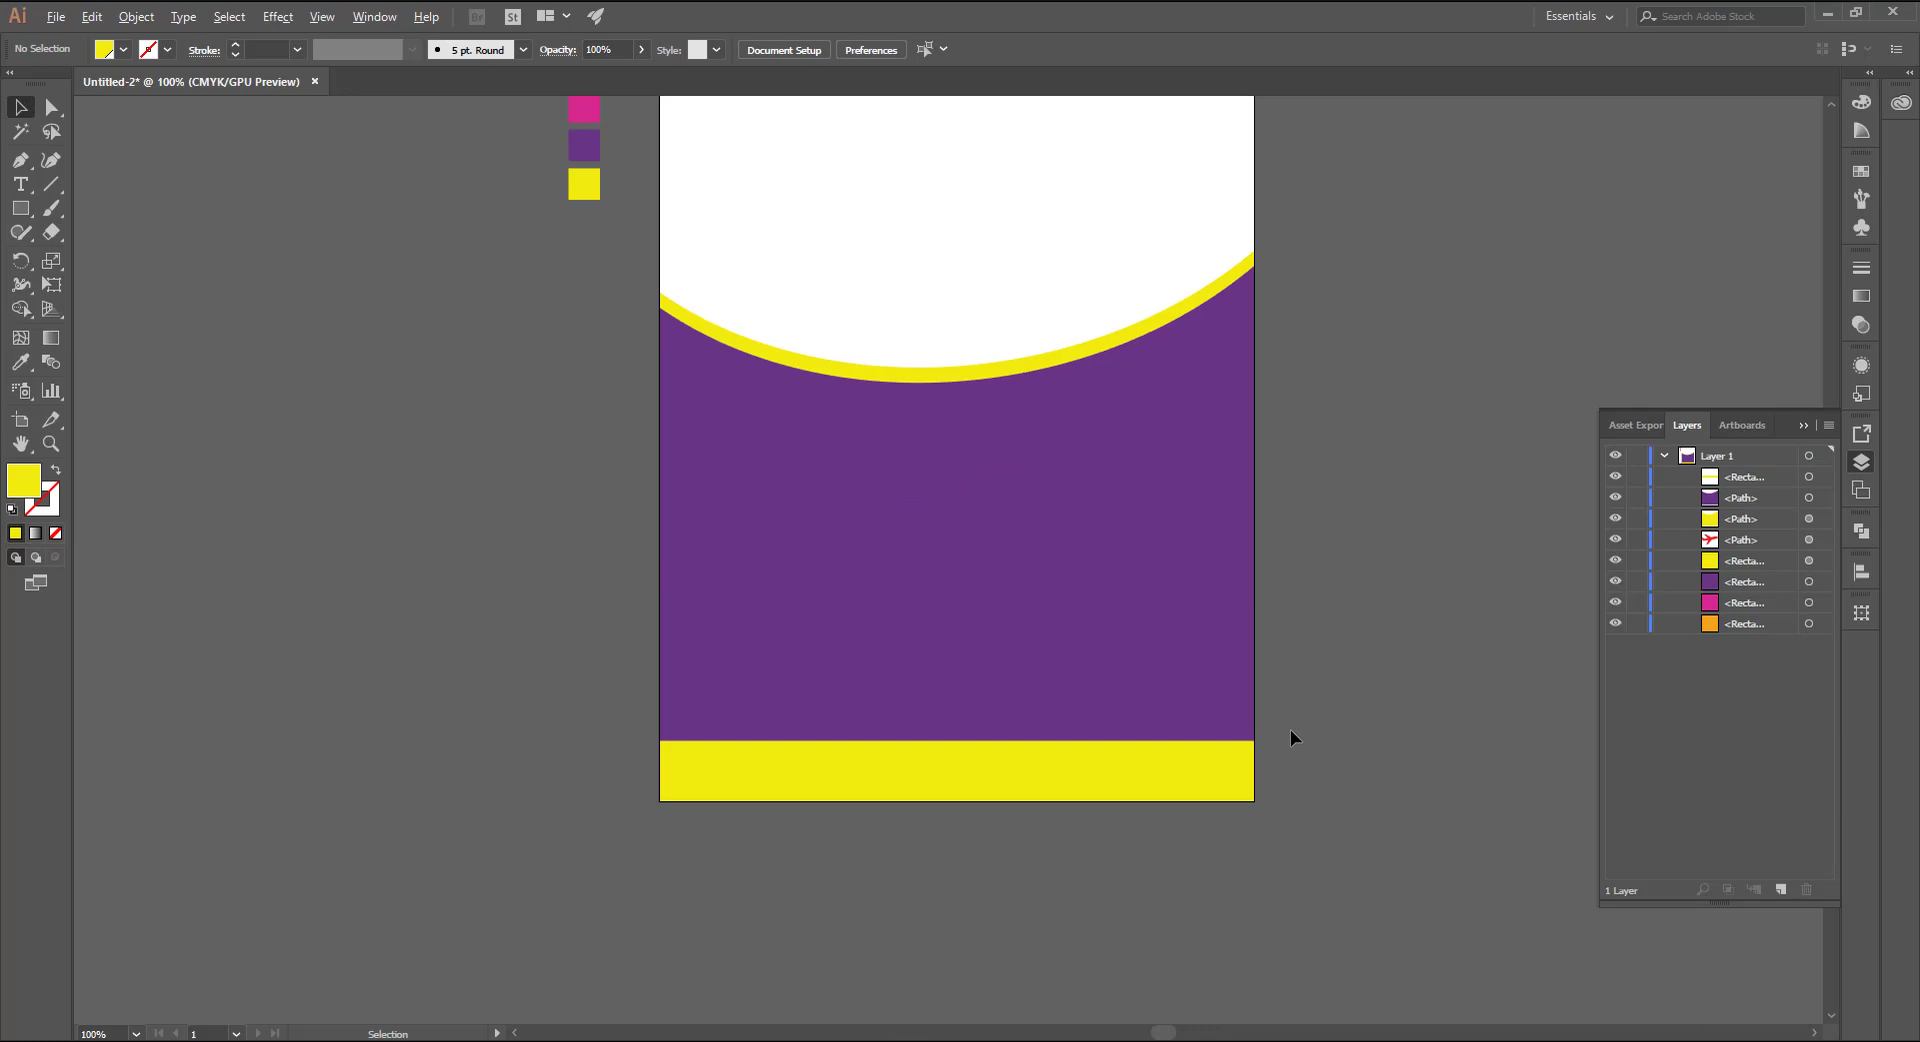 Ai File Edit Object Type Select Effect View Window Help Br St Essentials Search Adobe Stock
No Selection Stroke: 5 pt. Round Opacity: 100% Style: Document Setup Preferences
Untitled-2* @ 100% (CMYK/GPU Preview) ×
Asset Expor Layers Artboards
Layer 1
<Recta...
<Path>
<Path>
<Path>
<Recta...
<Recta...
<Recta...
<Recta...
1 Layer
100% 1 Selection